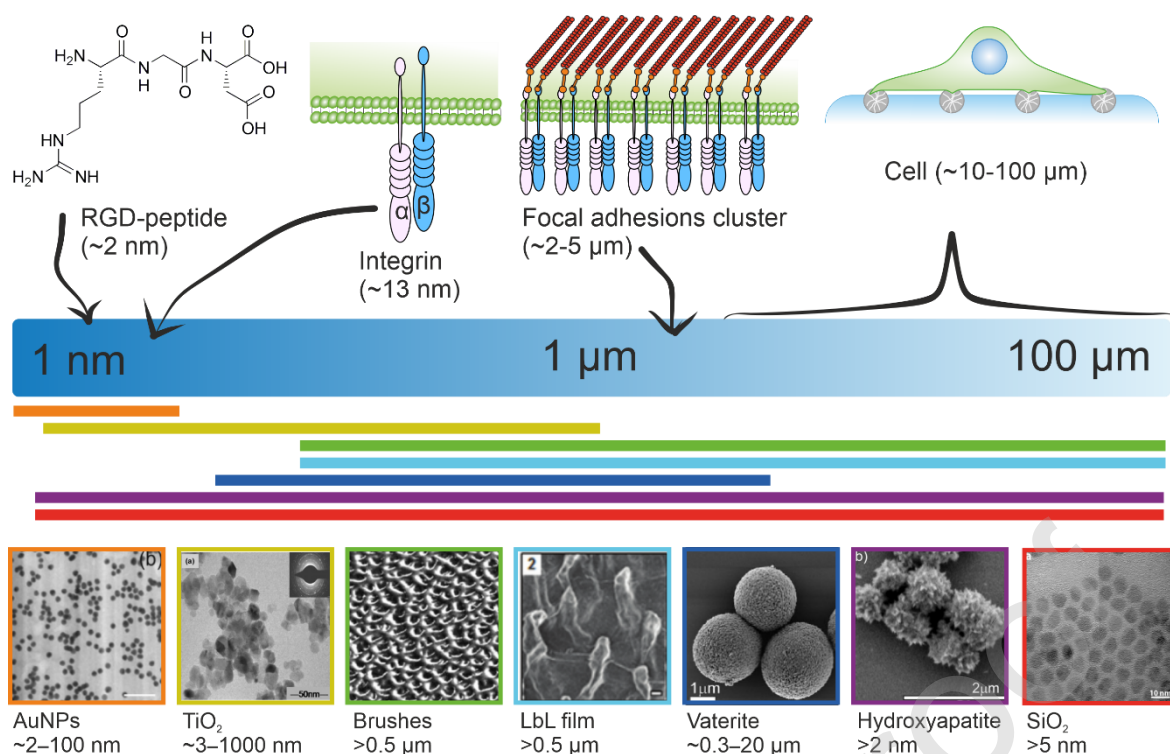 H₂N
O
N
H
O
H
N
O
OH
O
OH
NH
H₂N
NH
RGD-peptide
(~2 nm)
α
β
Integrin
(~13 nm)
Focal adhesions cluster
(~2-5 μm)
Cell (~10-100 μm)
1 nm
1 μm
100 μm
(b)
(a)
50nm
2
1μm
b)
2μm
a
10 nm
AuNPs
~2–100 nm
TiO₂
~3–1000 nm
Brushes
>0.5 μm
LbL film
>0.5 μm
Vaterite
~0.3–20 μm
Hydroxyapatite
>2 nm
SiO₂
>5 nm